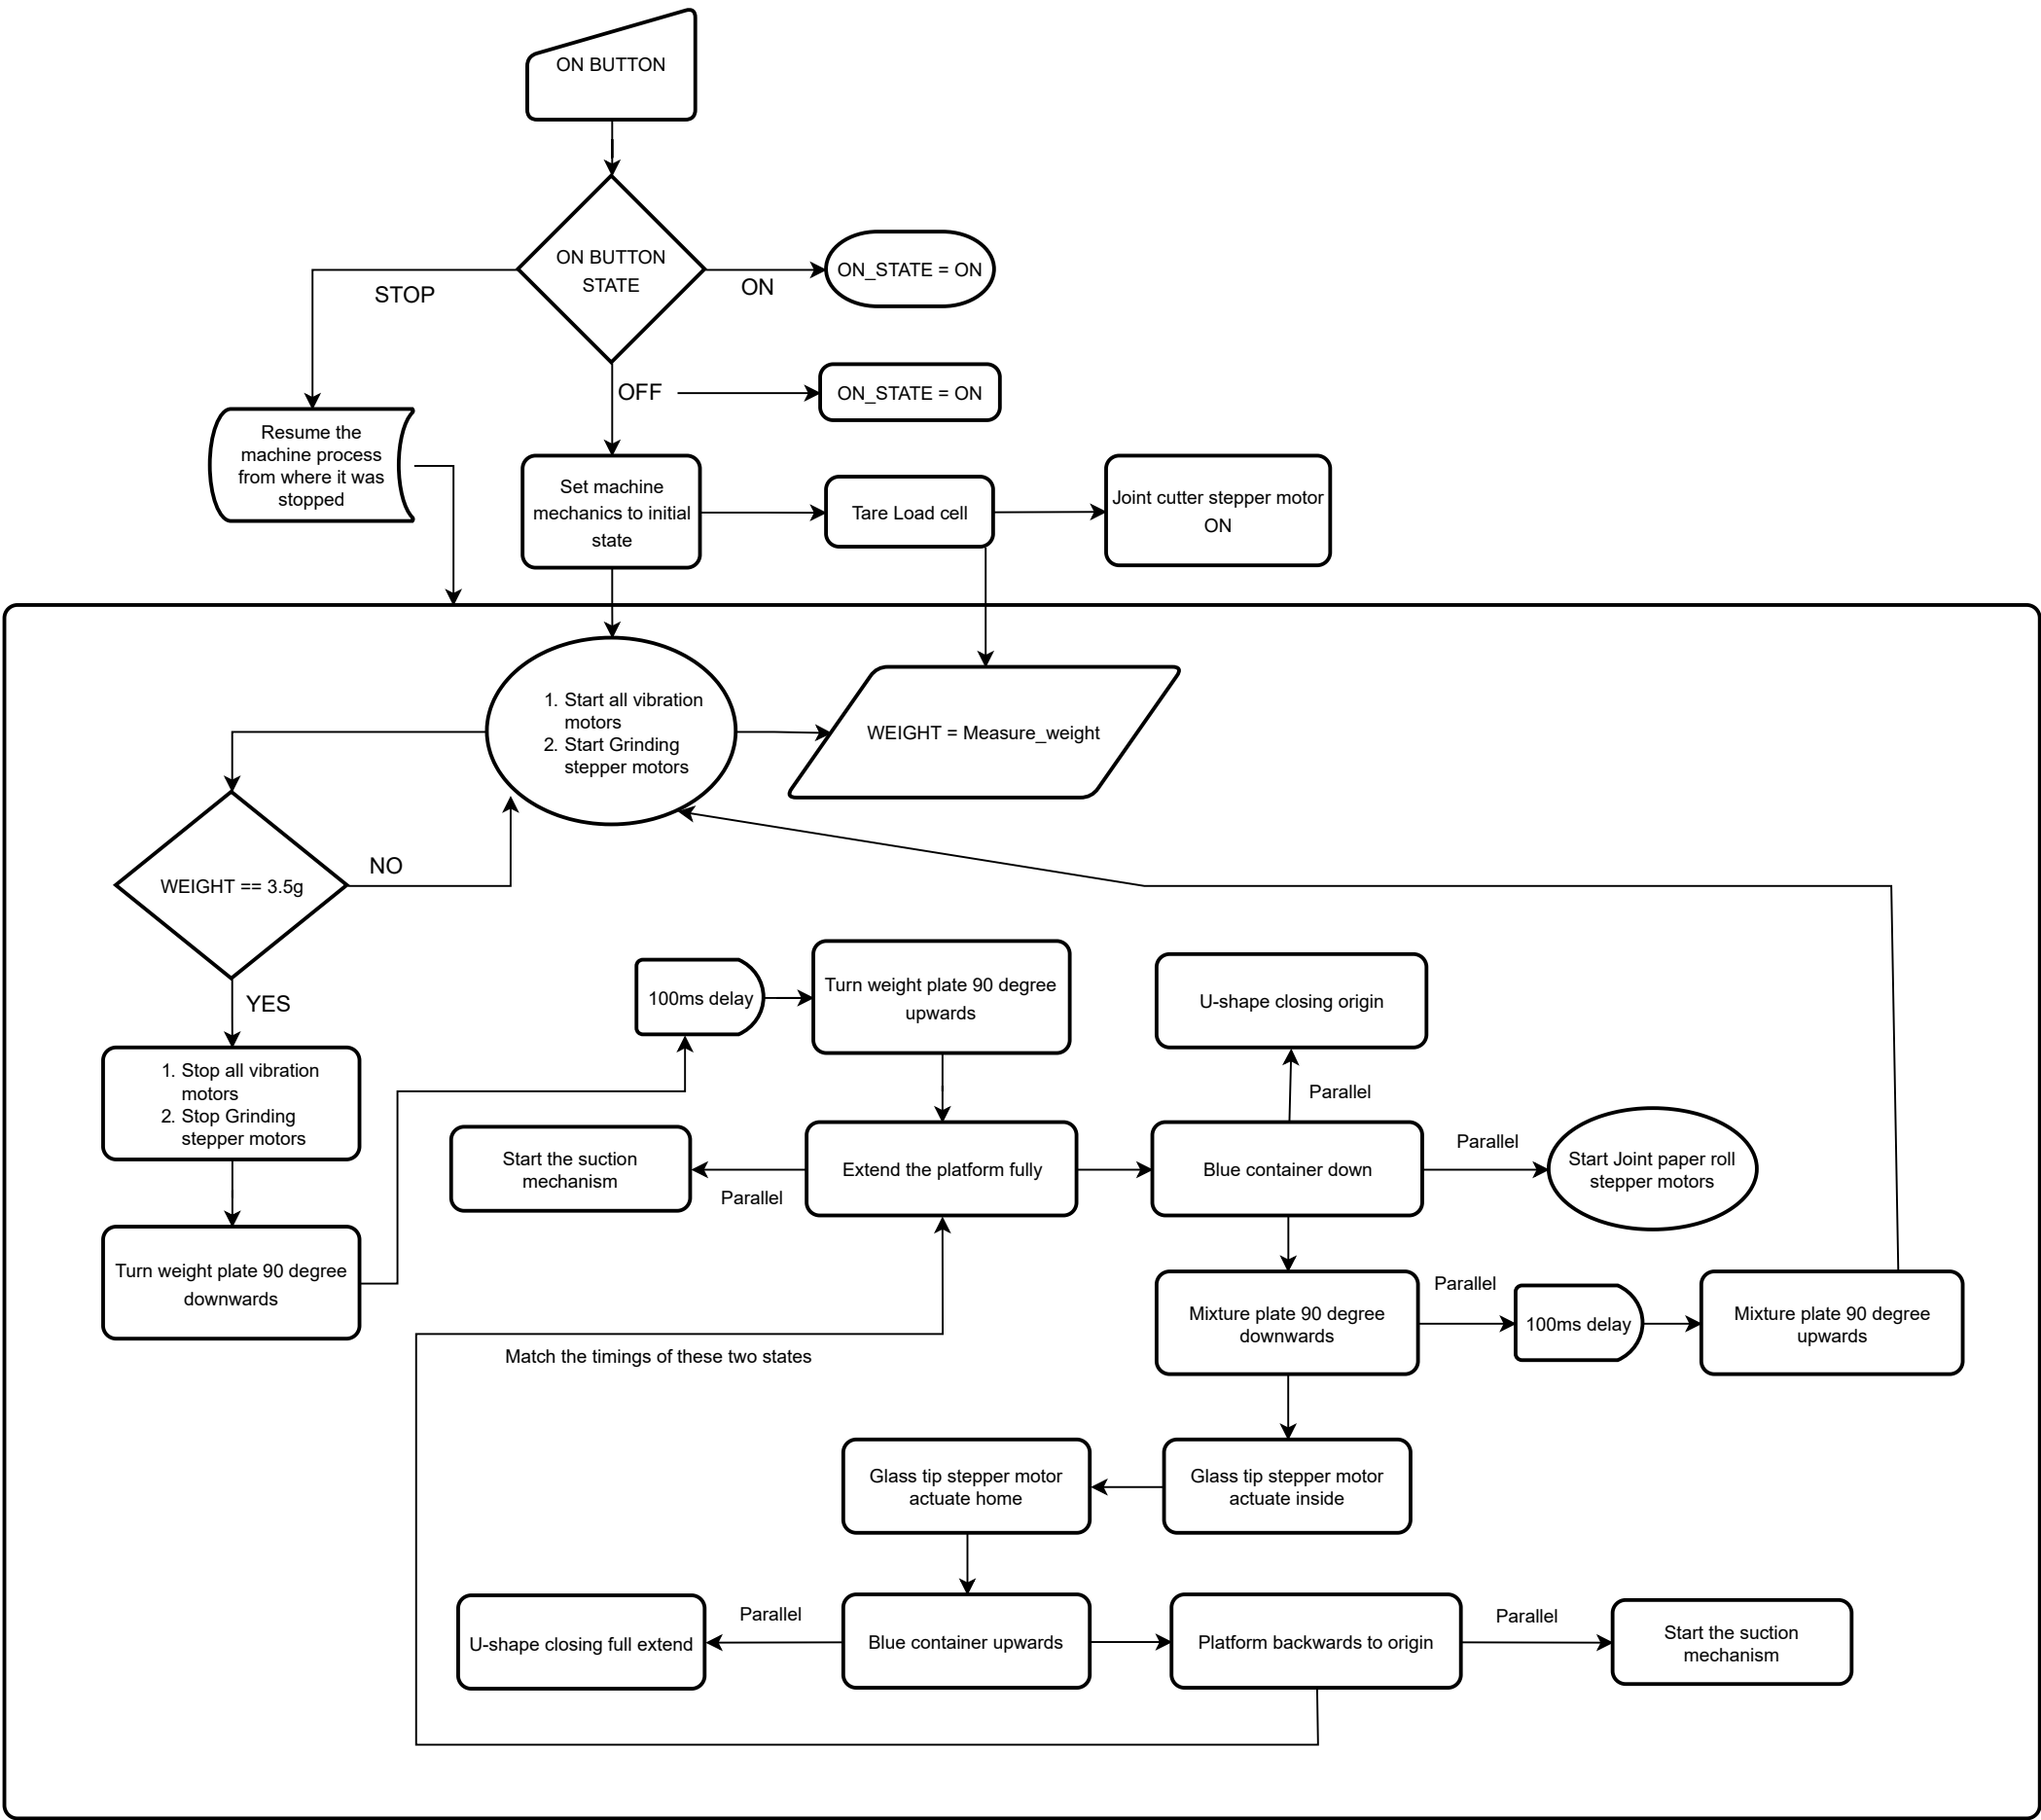 ON BUTTON
ON BUTTON
STATE
ON_STATE = ON
STOP
ON
OFF
ON_STATE = ON
Resume the
machine process
from where it was
stopped
Set machine
mechanics to initial
state
Tare Load cell
Joint cutter stepper motor
ON
1. Start all vibration
motors
2. Start Grinding
stepper motors
WEIGHT = Measure_weight
WEIGHT == 3.5g
NO
YES
1. Stop all vibration
motors
2. Stop Grinding
stepper motors
Turn weight plate 90 degree
downwards
100ms delay
Turn weight plate 90 degree
upwards
U-shape closing origin
Parallel
Start the suction
mechanism
Parallel
Extend the platform fully
Blue container down
Parallel
Start Joint paper roll
stepper motors
Mixture plate 90 degree
downwards
Parallel
100ms delay
Mixture plate 90 degree
upwards
Match the timings of these two states
Glass tip stepper motor
actuate home
Glass tip stepper motor
actuate inside
U-shape closing full extend
Parallel
Blue container upwards
Platform backwards to origin
Parallel
Start the suction
mechanism